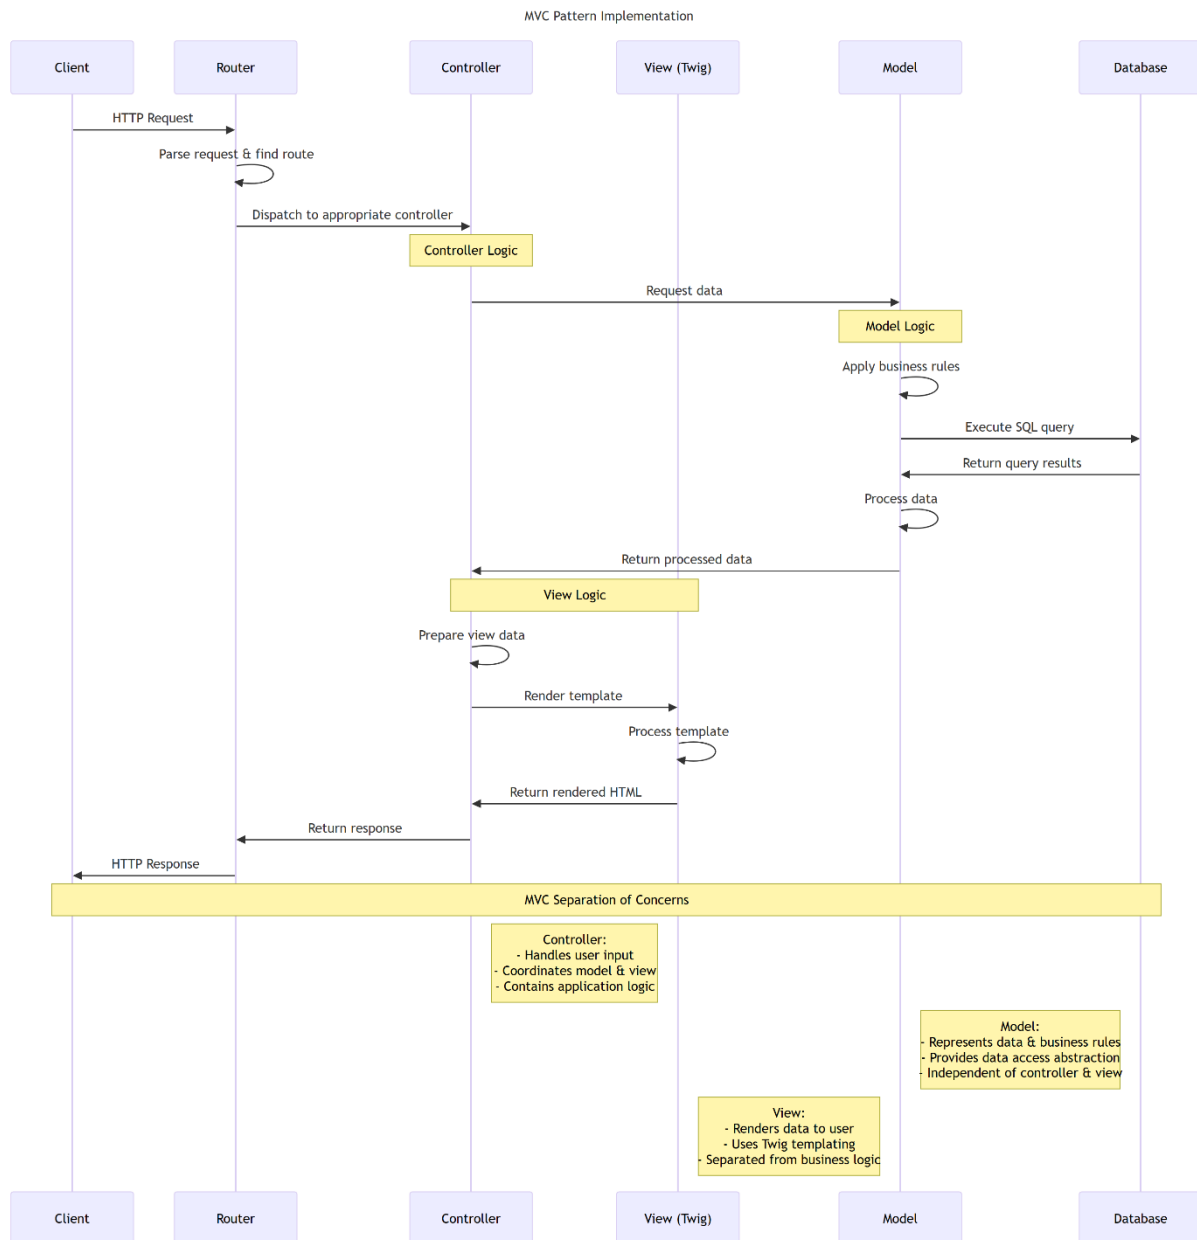 MVC Pattern Implementation
Client
Router
Controller
View (Twig)
Model
Database
HTTP Request
Parse request & find route
Dispatch to appropriate controller
Controller Logic
Request data
Model Logic
Apply business rules
Execute SQL query
Return query results
Process data
Return processed data
View Logic
Prepare view data
Render template
Process template
Return rendered HTML
Return response
HTTP Response
MVC Separation of Concerns
Controller:
- Handles user input
- Coordinates model & view
- Contains application logic
Model:
- Represents data & business rules
- Provides data access abstraction
- Independent of controller & view
View:
- Renders data to user
- Uses Twig templating
- Separated from business logic
Client
Router
Controller
View (Twig)
Model
Database